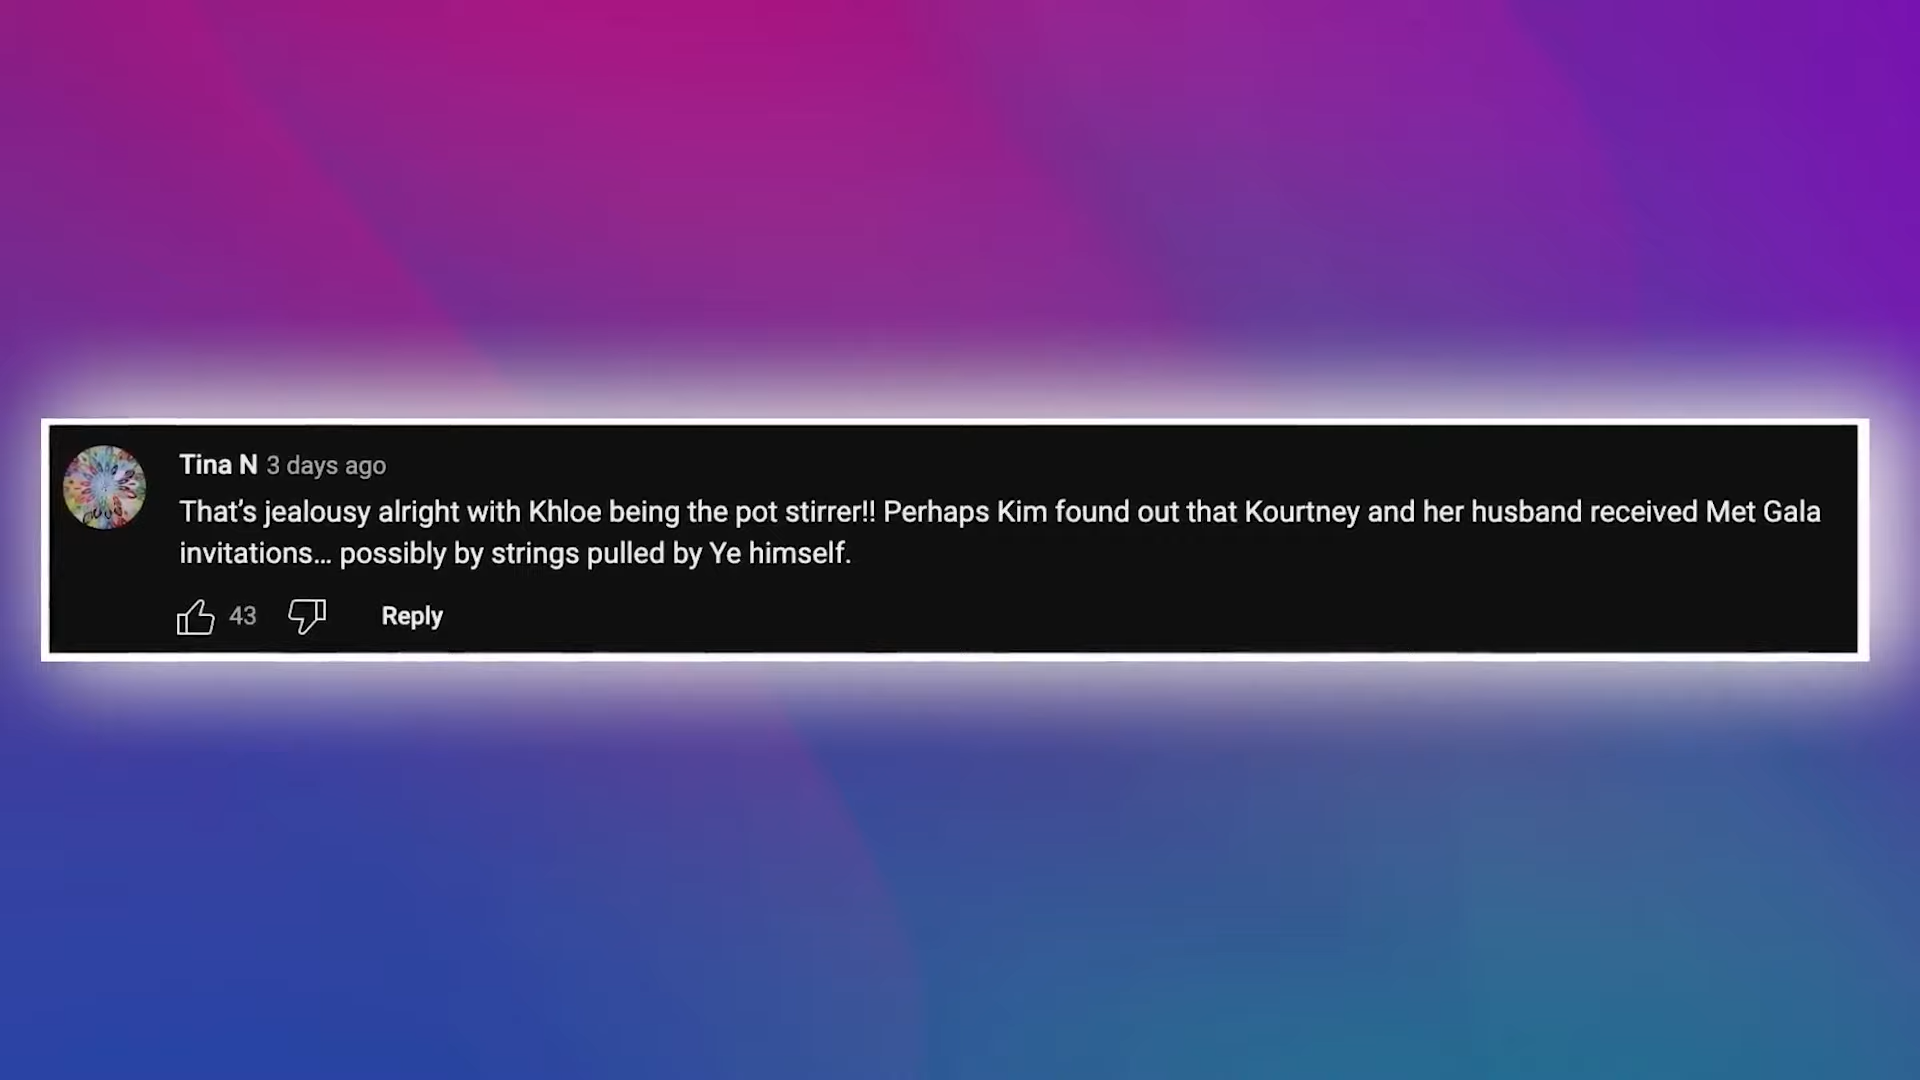 Tina N 3 days ago
That's jealousy alright with Khloe being the pot stirrer!! Perhaps Kim found out that Kourtney and her husband received Met Gala
invitations... possibly by strings pulled by Ye himself.
43 Reply